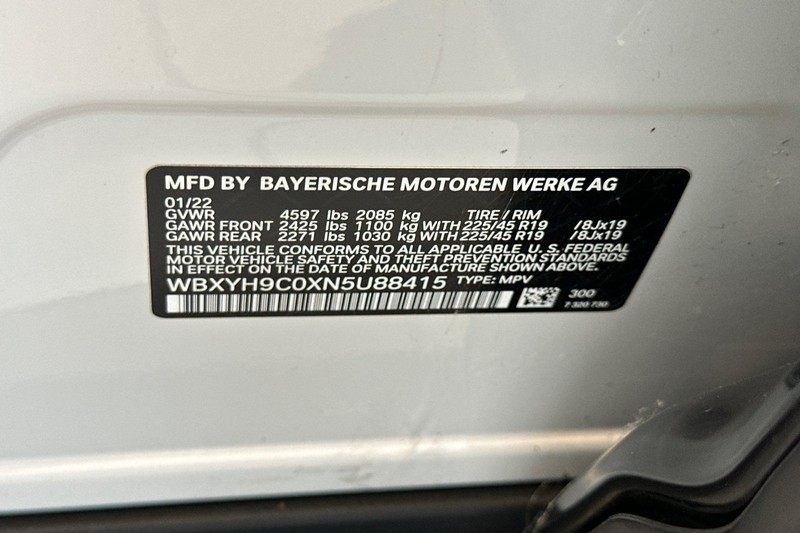 MFD BY BAYERISCHE MOTOREN WERKE AG
01/22
GVWR 4597 lbs 2085 kg TIRE / RIM
GAWR FRONT 2425 lbs 1100 kg WITH 225/45 R19 /8Jx19
GAWR REAR 2271 lbs 1030 kg WITH 225/45 R19 /8Jx19
THIS VEHICLE CONFORMS TO ALL APPLICABLE U. S. FEDERAL
MOTOR VEHICLE SAFETY AND THEFT PREVENTION STANDARDS
IN EFFECT ON THE DATE OF MANUFACTURE SHOWN ABOVE.
WBXYH9C0XN5U88415 TYPE: MPV
300
7 320 730